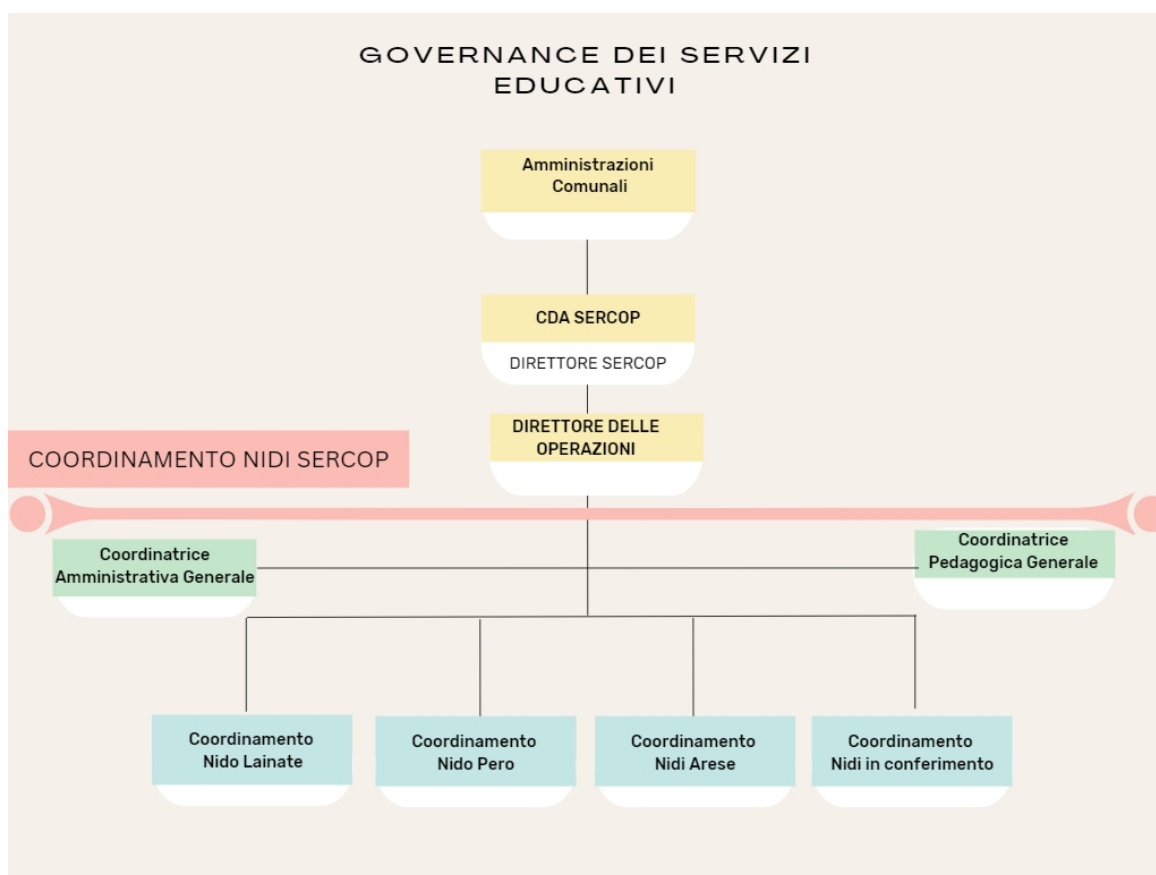 GOVERNANCE DEI SERVIZI
EDUCATIVI
Amministrazioni
Comunali
CDA SERCOP
DIRETTORE SERCOP
DIRETTORE DELLE
OPERAZIONI
COORDINAMENTO NIDI SERCOP
Coordinatrice
Amministrativa Generale
Coordinatrice
Pedagogica Generale
Coordinamento
Nido Lainate
Coordinamento
Nido Pero
Coordinamento
Nidi Arese
Coordinamento
Nidi in conferimento